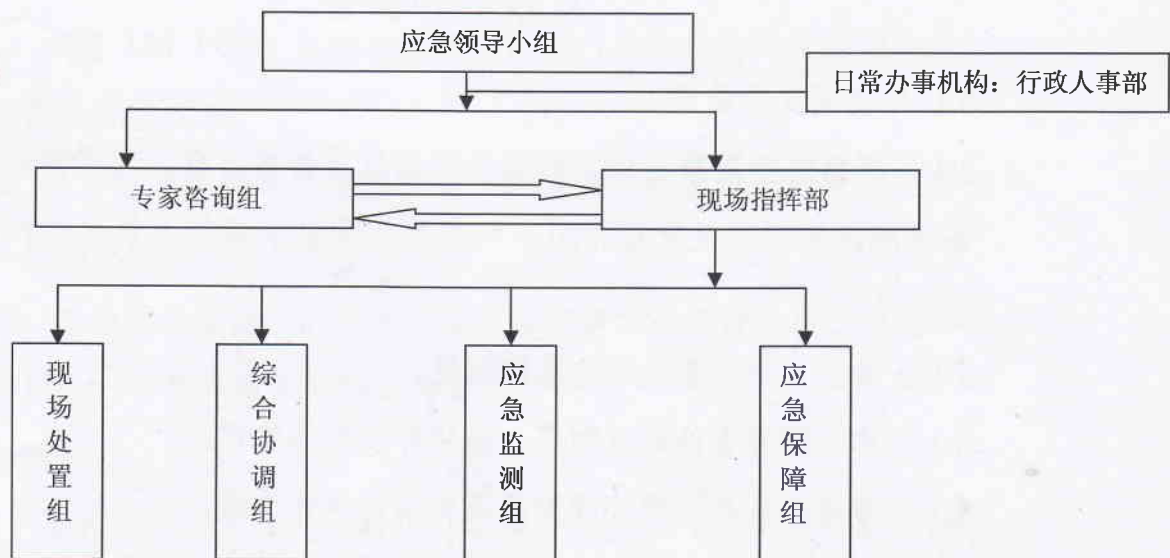 应急领导小组
日常办事机构：行政人事部
专家咨询组
现场指挥部
现场处置组
综合协调组
应急监测组
应急保障组